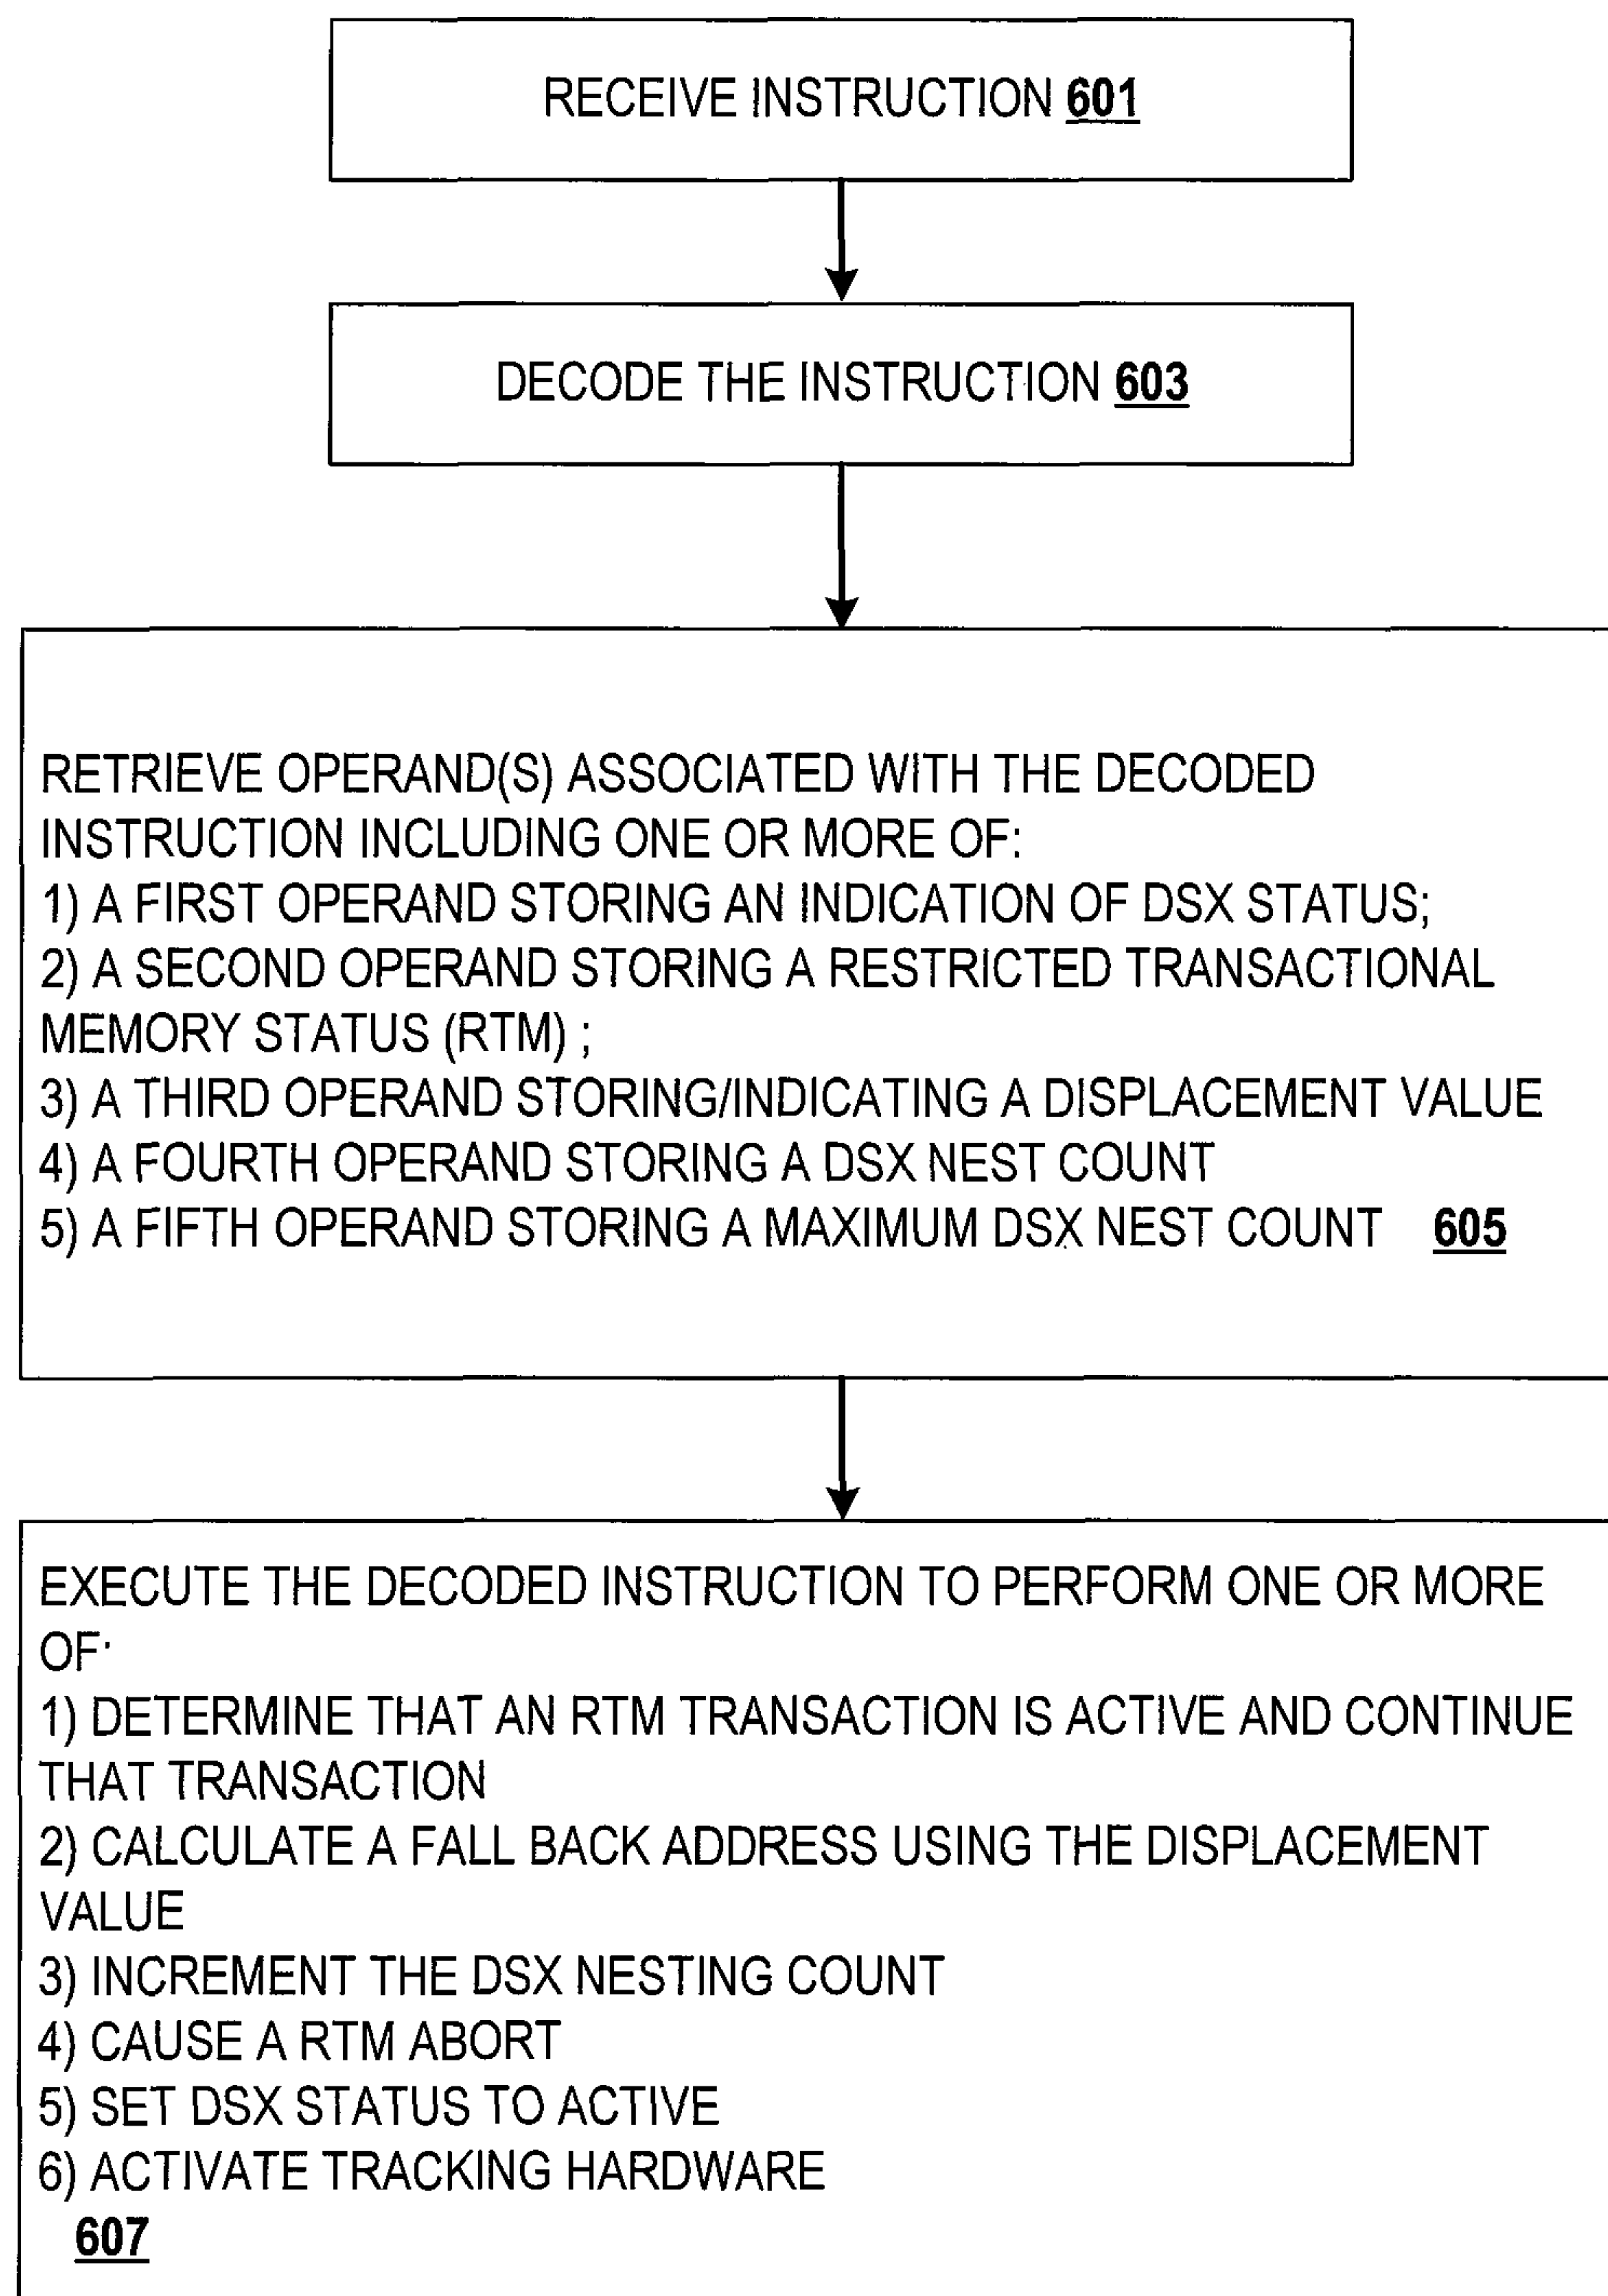 RECEIVE INSTRUCTION 601
DECODE THE INSTRUCTION 603
RETRIEVE OPERAND(S) ASSOCIATED WITH THE DECODED
INSTRUCTION INCLUDING ONE OR MORE OF:
1) A FIRST OPERAND STORING AN INDICATION OF DSX STATUS;
2) A SECOND OPERAND STORING A RESTRICTED TRANSACTIONAL
MEMORY STATUS (RTM) ;
3) A THIRD OPERAND STORING/INDICATING A DISPLACEMENT VALUE
4) A FOURTH OPERAND STORING A DSX NEST COUNT
5) A FIFTH OPERAND STORING A MAXIMUM DSX NEST COUNT 605
EXECUTE THE DECODED INSTRUCTION TO PERFORM ONE OR MORE
OF:
1) DETERMINE THAT AN RTM TRANSACTION IS ACTIVE AND CONTINUE
THAT TRANSACTION
2) CALCULATE A FALL BACK ADDRESS USING THE DISPLACEMENT
VALUE
3) INCREMENT THE DSX NESTING COUNT
4) CAUSE A RTM ABORT
5) SET DSX STATUS TO ACTIVE
6) ACTIVATE TRACKING HARDWARE
607